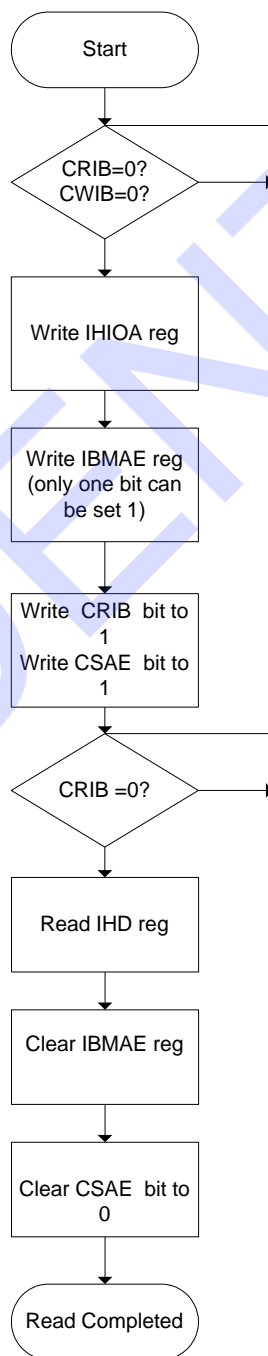 Start
CRIB=0?
CWIB=0?
Write IHIOA reg
Write IBMAE reg
(only one bit can
be set 1)
Write CRIB bit to
1
Write CSAE bit to
1
CRIB =0?
Read IHD reg
Clear IBMAE reg
Clear CSAE bit to
0
Read Completed